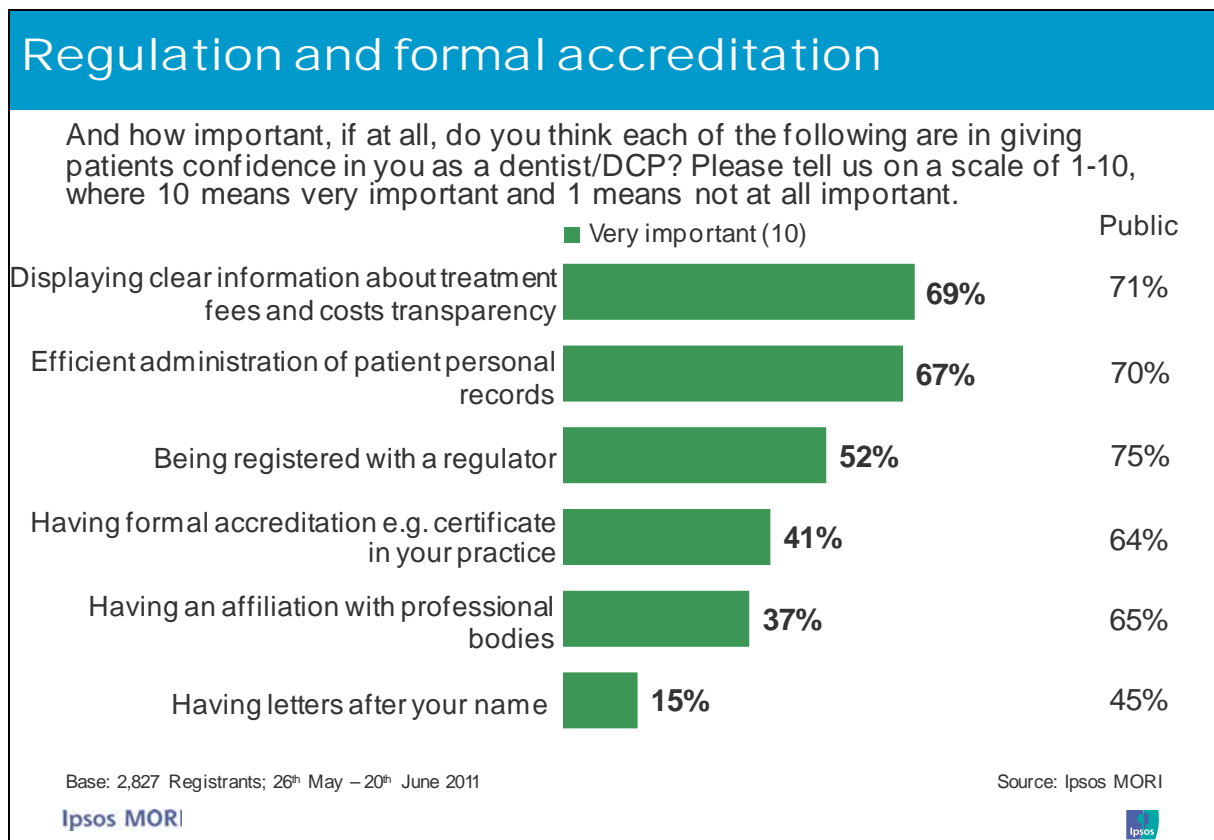 Regulation and formal accreditation
And how important, if at all, do you think each of the following are in giving
patients confidence in you as a dentist/DCP? Please tell us on a scale of 1-10,
where 10 means very important and 1 means not at all important.
Very important (10)
Public
Displaying clear information about treatment
fees and costs transparency
69%
71%
Efficient administration of patient personal
records
67%
70%
Being registered with a regulator
52%
75%
Having formal accreditation e.g. certificate
in your practice
41%
64%
Having an affiliation with professional
bodies
37%
65%
Having letters after your name
15%
45%
Base: 2,827 Registrants; 26th May – 20th June 2011
Source: Ipsos MORI
Ipsos MORI
Ipsos